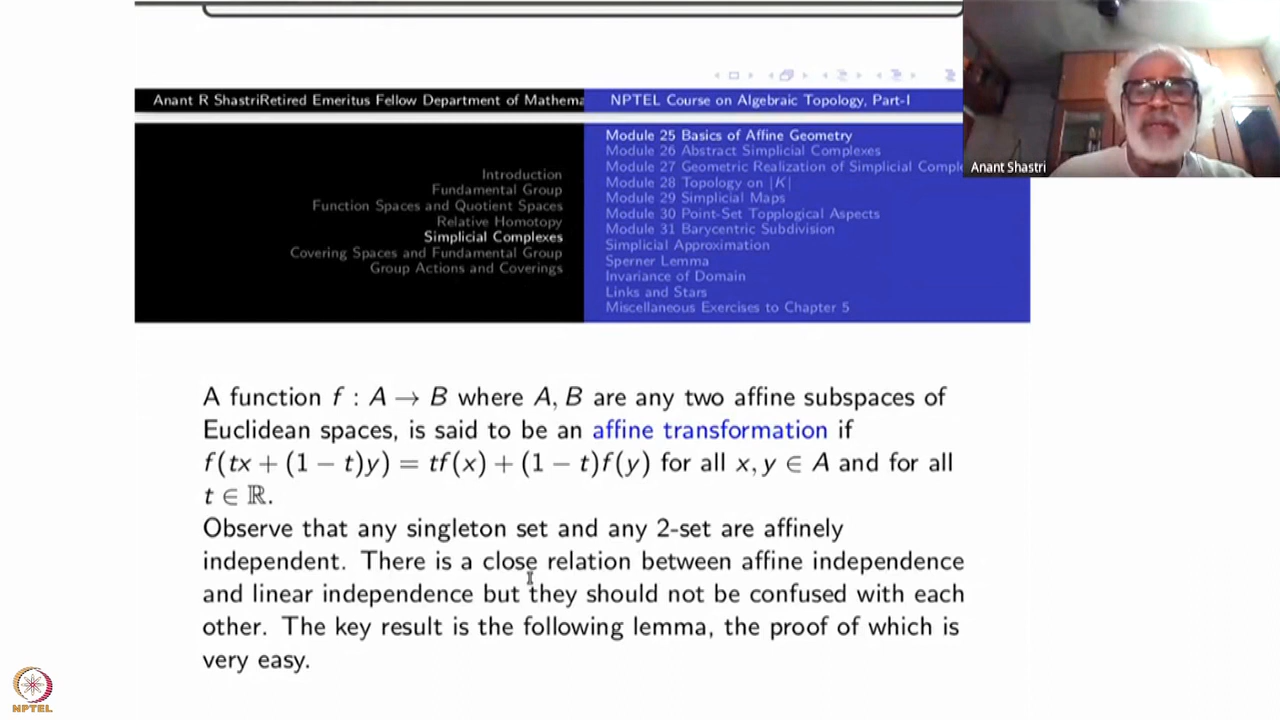 Anant R ShastriRetired Emeritus Fellow Department of Mathema
NPTEL Course on Algebraic Topology, Part-I
Anant Shastri
Introduction
Fundamental Group
Function Spaces and Quotient Spaces
Relative Homotopy
Simplicial Complexes
Covering Spaces and Fundamental Group
Group Actions and Coverings
Module 25 Basics of Affine Geometry
Module 26 Abstract Simplicial Complexes
Module 27 Geometric Realization of Simplicial Comple
Module 28 Topology on |K|
Module 29 Simplicial Maps
Module 30 Point-Set Topplogical Aspects
Module 31 Barycentric Subdivision
Simplicial Approximation
Sperner Lemma
Invariance of Domain
Links and Stars
Miscellaneous Exercises to Chapter 5
A function f : A → B where A, B are any two affine subspaces of
Euclidean spaces, is said to be an affine transformation if
f(tx + (1 − t)y) = tf(x) + (1 − t)f(y) for all x, y ∈ A and for all
t ∈ ℝ.
Observe that any singleton set and any 2-set are affinely
independent. There is a close relation between affine independence
and linear independence but they should not be confused with each
other. The key result is the following lemma, the proof of which is
very easy.
NPTEL